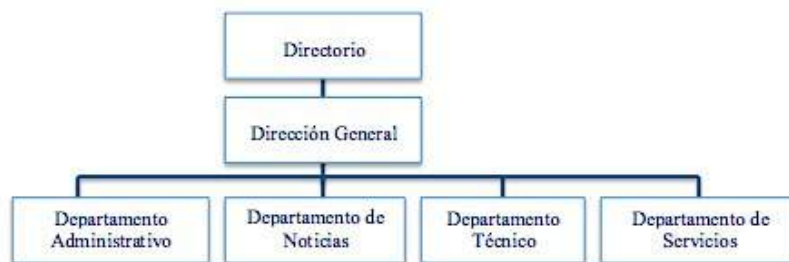 Directorio
Dirección General
Departamento
Administrativo
Departamento de
Noticias
Departamento
Técnico
Departamento de
Servicios